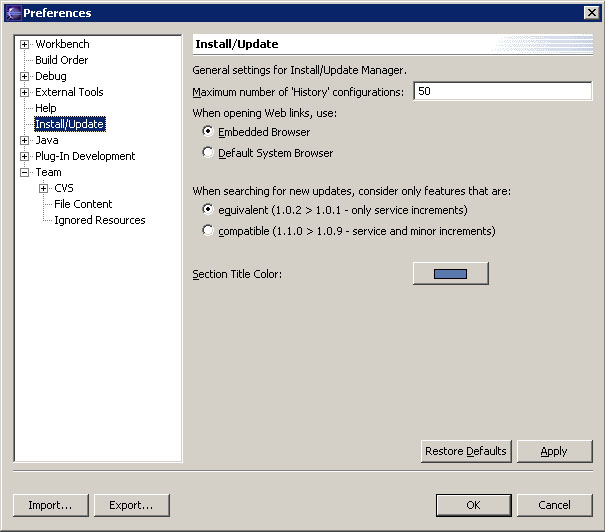 Preferences
Workbench
Build Order
Debug
External Tools
Help
Install/Update
Java
Plug-In Development
Team
CVS
File Content
Ignored Resources
Install/Update
General settings for Install/Update Manager.
Maximum number of 'History' configurations: 50
When opening Web links, use:
Embedded Browser
Default System Browser
When searching for new updates, consider only features that are:
equivalent (1.0.2 > 1.0.1 - only service increments)
compatible (1.1.0 > 1.0.9 - service and minor increments)
Section Title Color:
Restore Defaults Apply
Import... Export... OK Cancel